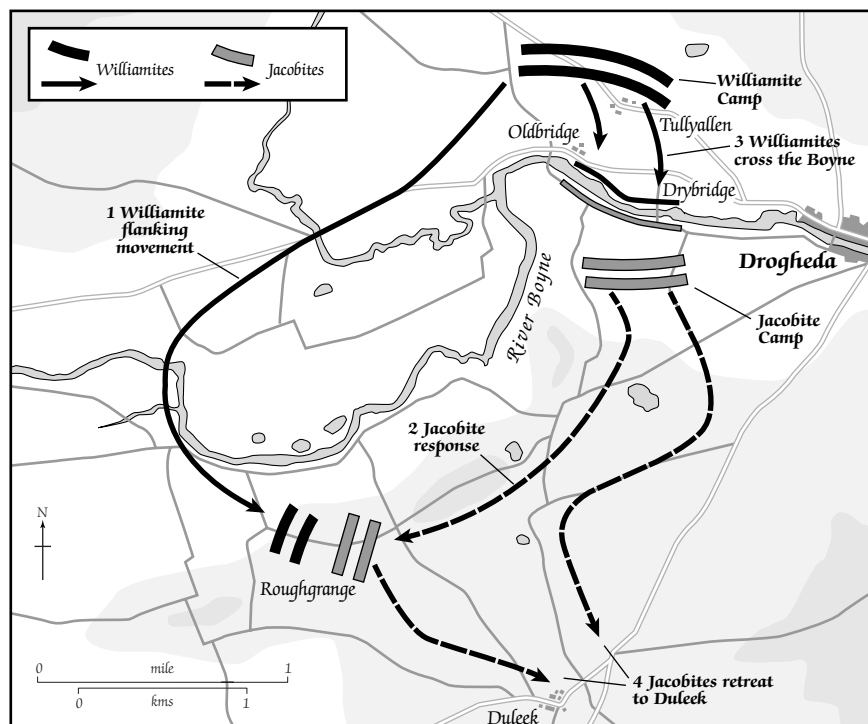 Williamites
Jacobites
Williamite
Camp
Tullyallen
Oldbridge
3 Williamites
cross the Boyne
Drybridge
1 Williamite
flanking
movement
Drogheda
River Boyne
Jacobite
Camp
2 Jacobite
response
N
Roughgrange
0 mile 1
0 kms 1
4 Jacobites retreat
to Duleek
Duleek